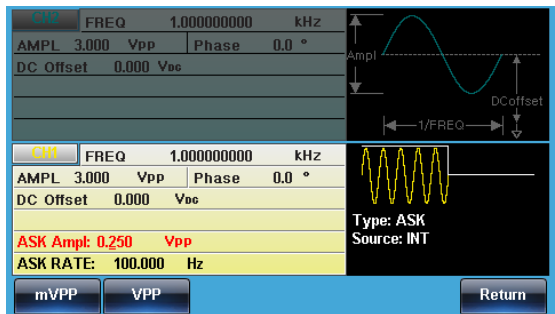 CH2 FREQ 1.000000000 kHz
AMPL 3.000 Vpp Phase 0.0 °
DC Offset 0.000 VDC
Ampl
DCoffset
1/FREQ
CH1 FREQ 1.000000000 kHz
AMPL 3.000 Vpp Phase 0.0 °
DC Offset 0.000 VDC
ASK Ampl: 0.250 Vpp
ASK RATE: 100.000 Hz
Type: ASK
Source: INT
mVPP VPP Return